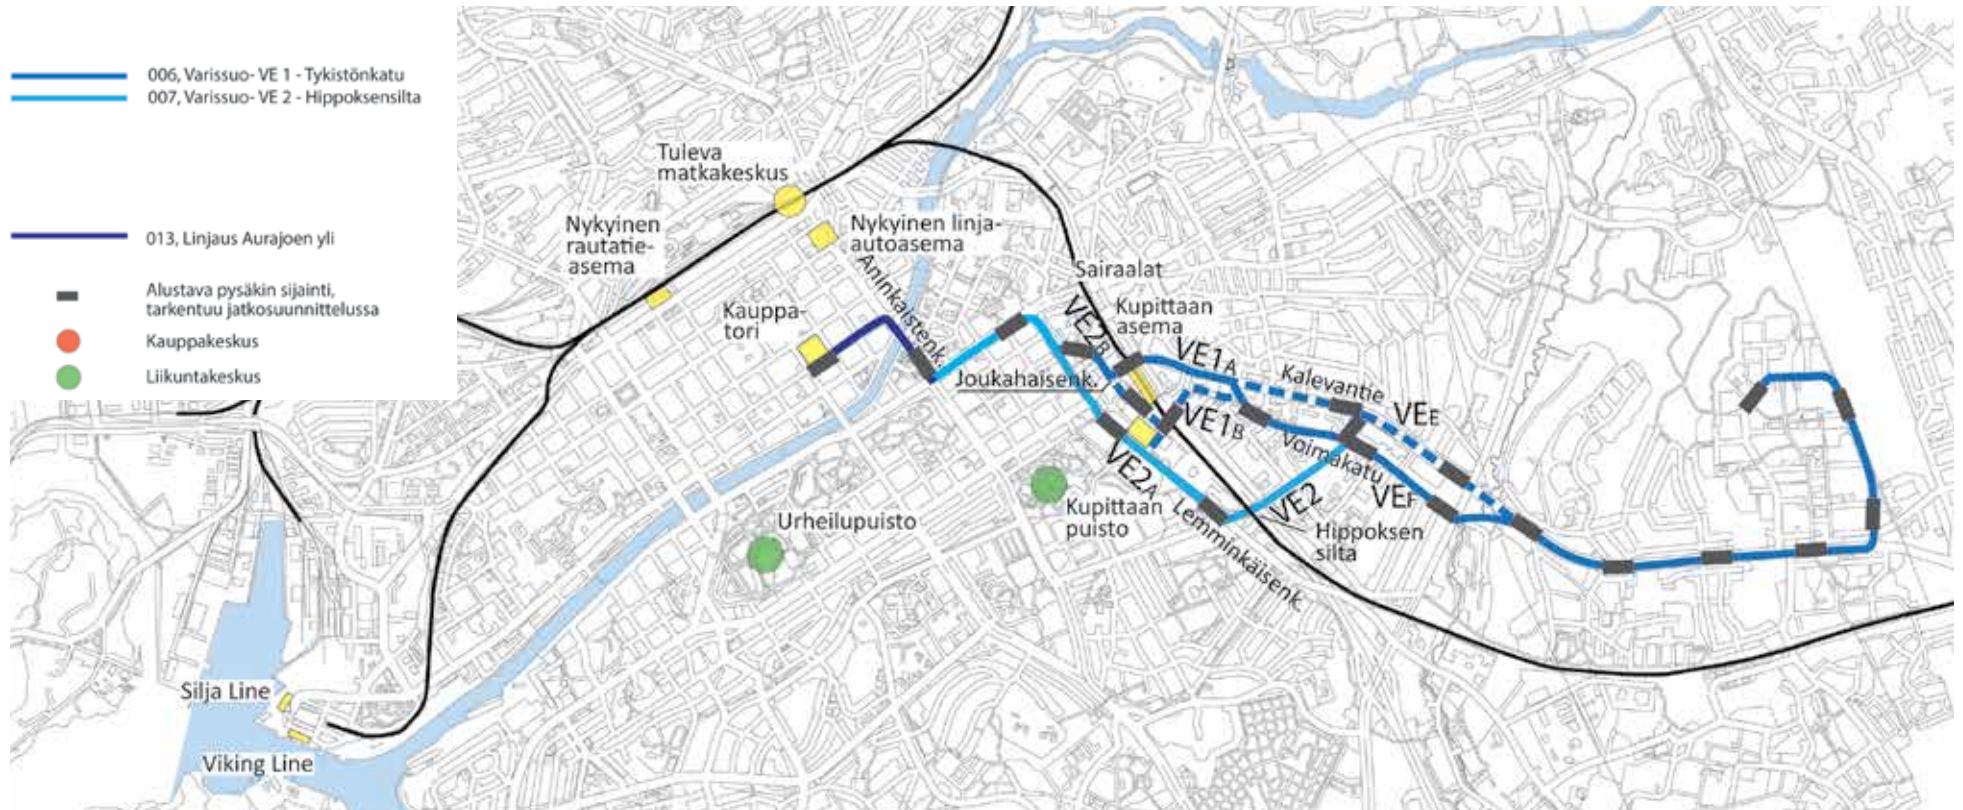 006, Varissuo- VE 1 - Tykistönkatu
007, Varissuo- VE 2 - Hippoksensilta
013, Linjaus Aurajoen yli
Alustava pysäkin sijainti,
tarkentuu jatkosuunnittelussa
Kauppakeskus
Liikuntakeskus
Tuleva
matkakeskus
Nykyinen
rautatie-
asema
Nykyinen linja-
autoasema
Aninkaistenk.
Kauppa-
tori
Sairaalat
Kupittaan
asema
VE2B
VE1A
Joukahaisenk.
Kalevantie
VEE
VE1B
Voimakatu
VEF
VE2A
VE2
Lemminkäisenk.
Hippoksen
silta
Kupittaan
puisto
Urheilupuisto
Silja Line
Viking Line